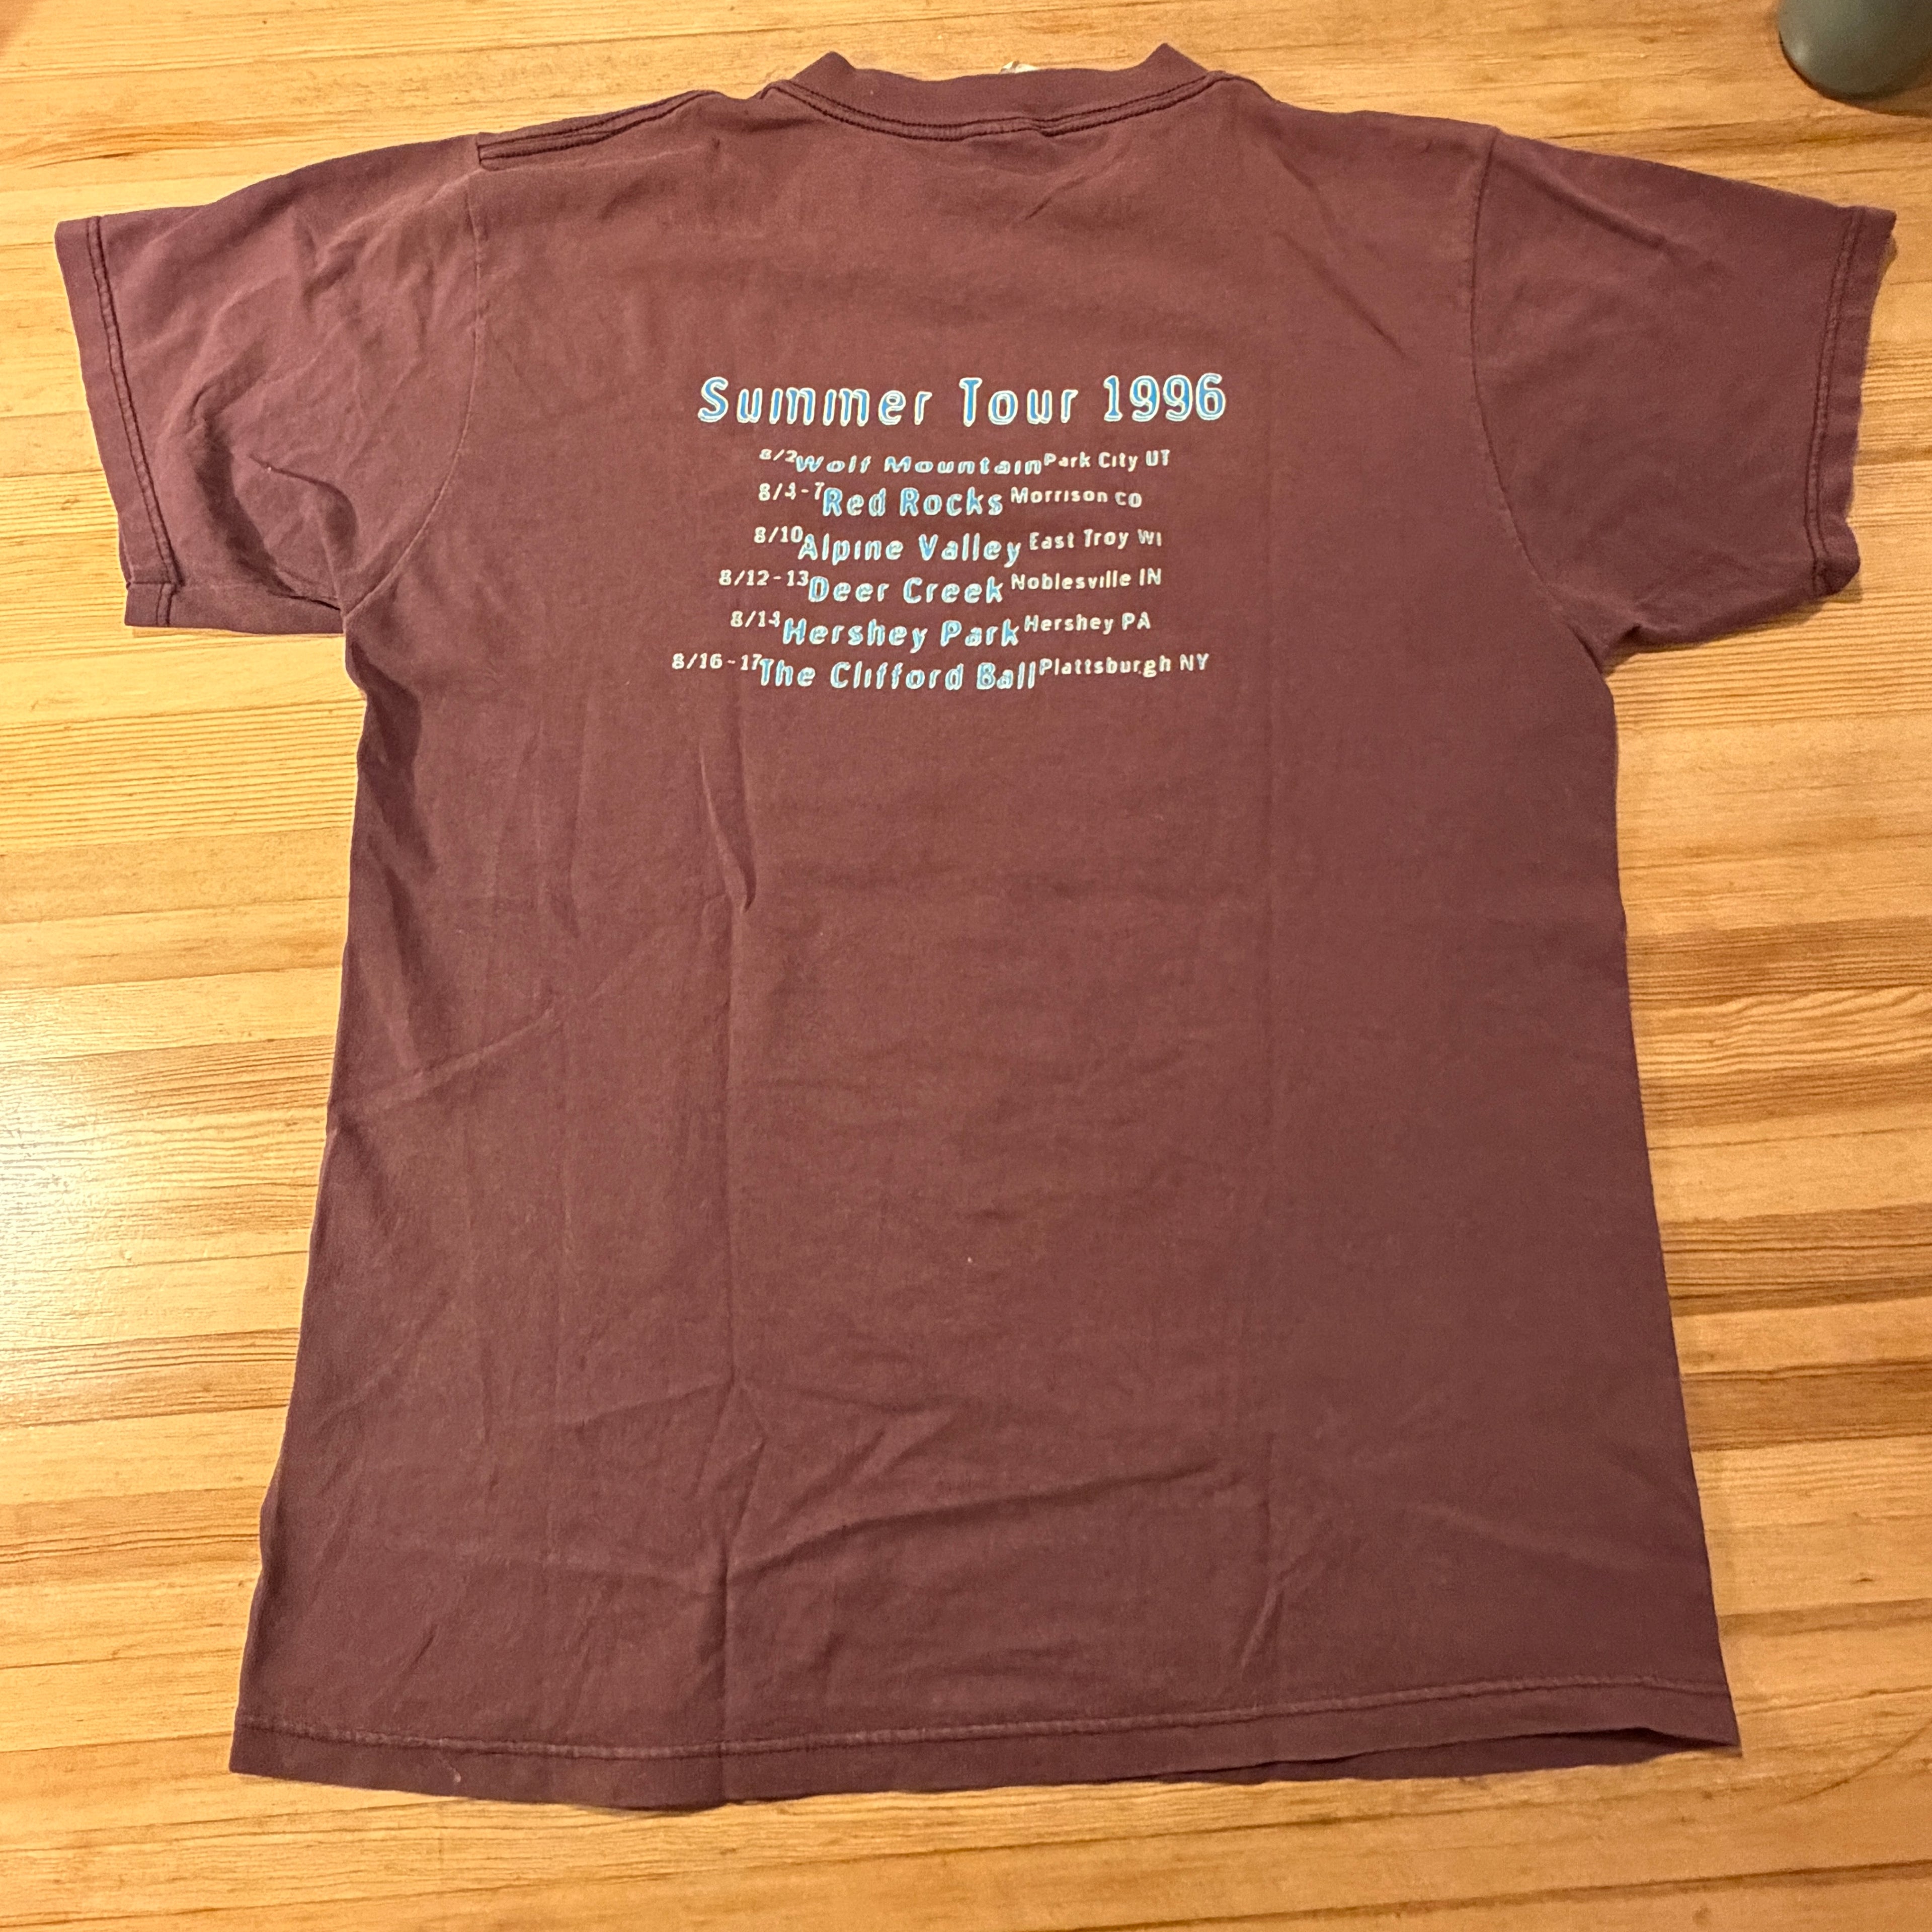 Summer Tour 1996
8/2 Wolf Mountain Park City UT
8/4-7 Red Rocks Morrison CO
8/10 Alpine Valley East Troy WI
8/12-13 Deer Creek Noblesville IN
8/14 Hershey Park Hershey PA
8/16-17 The Clifford Ball Plattsburgh NY